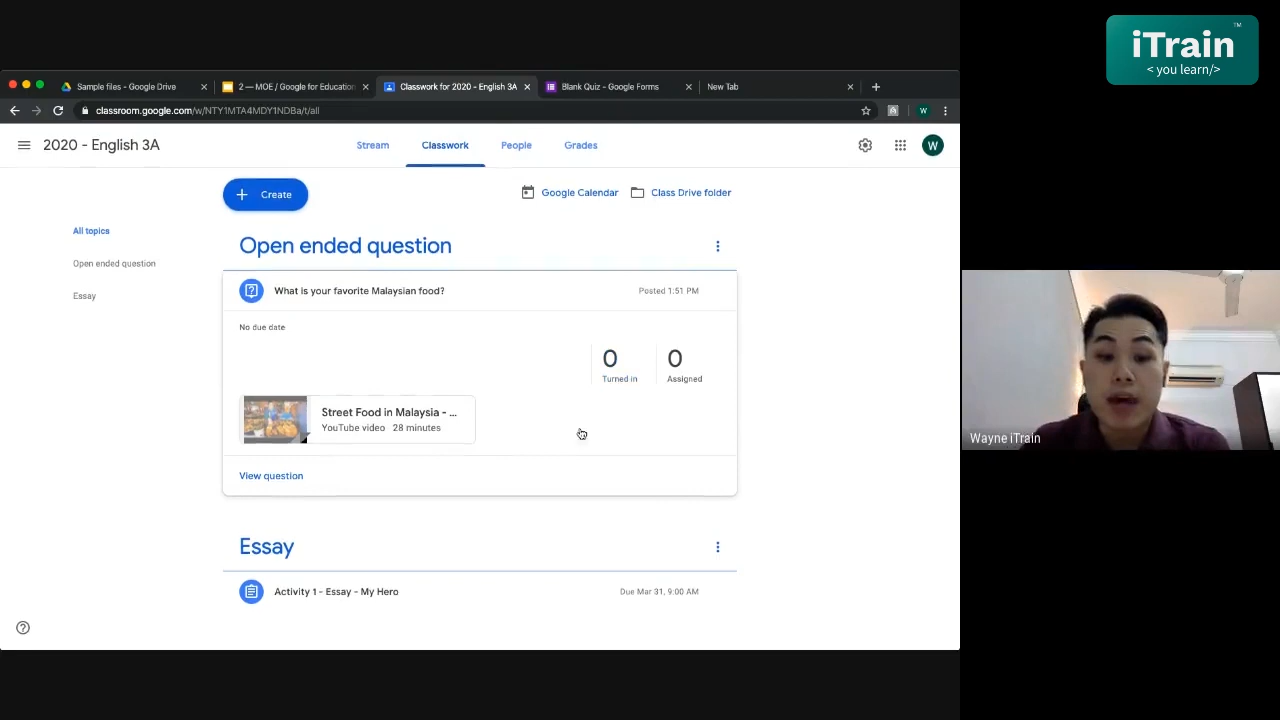 iTrain™
< you learn/>
Sample files - Google Drive
2 — MOE / Google for Education
Classwork for 2020 - English 3A
Blank Quiz - Google Forms
New Tab
classroom.google.com/w/NTY1MTA4MDY1NDBa/t/all
W
2020 - English 3A
Stream
Classwork
People
Grades
W
Create
Google Calendar
Class Drive folder
All topics
Open ended question
Essay
Open ended question
What is your favorite Malaysian food?
Posted 1:51 PM
No due date
0
Turned in
0
Assigned
Street Food in Malaysia - ...
YouTube video 28 minutes
View question
Essay
Activity 1 - Essay - My Hero
Due Mar 31, 9:00 AM
Wayne iTrain